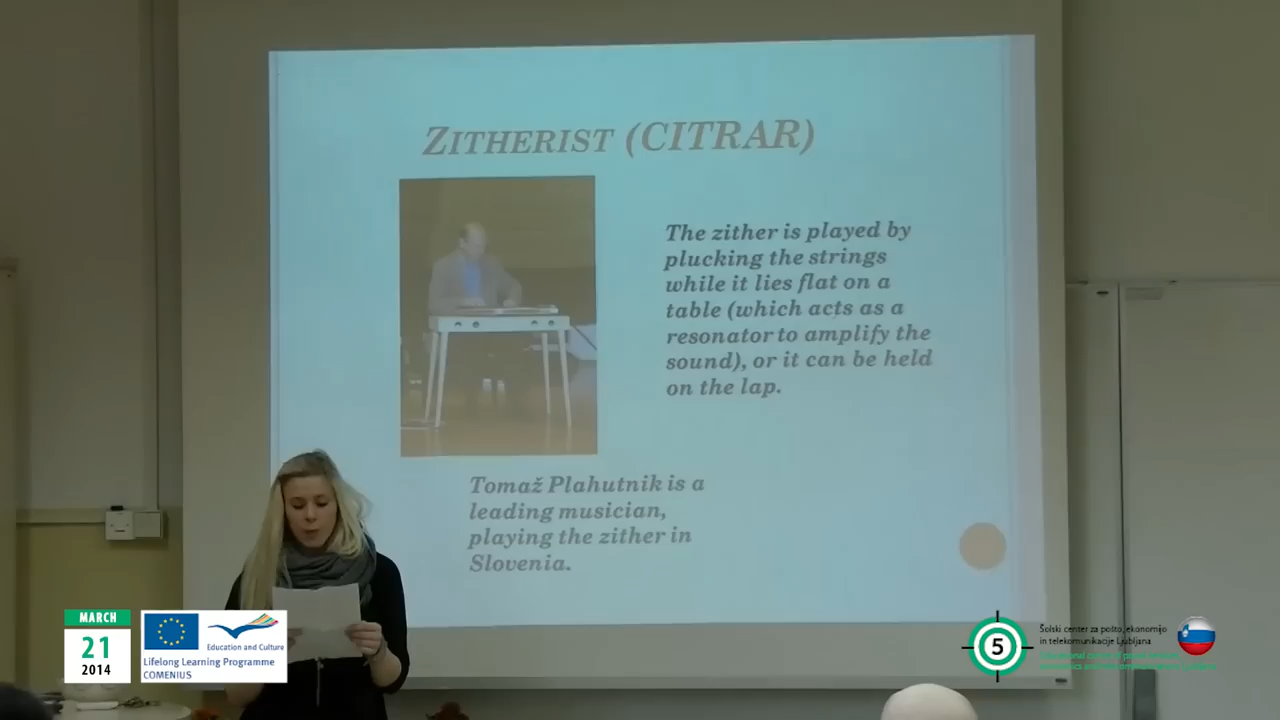 ZITHERIST (CITRAR)
The zither is played by
plucking the strings
while it lies flat on a
table (which acts as a
resonator to amplify the
sound), or it can be held
on the lap.
Tomaž Plahutnik is a
leading musician,
playing the zither in
Slovenia.
MARCH
21
2014
Education and Culture
Lifelong Learning Programme
COMENIUS
5
Šolski center za pošto, ekonomijo
in telekomunikacije Ljubljana